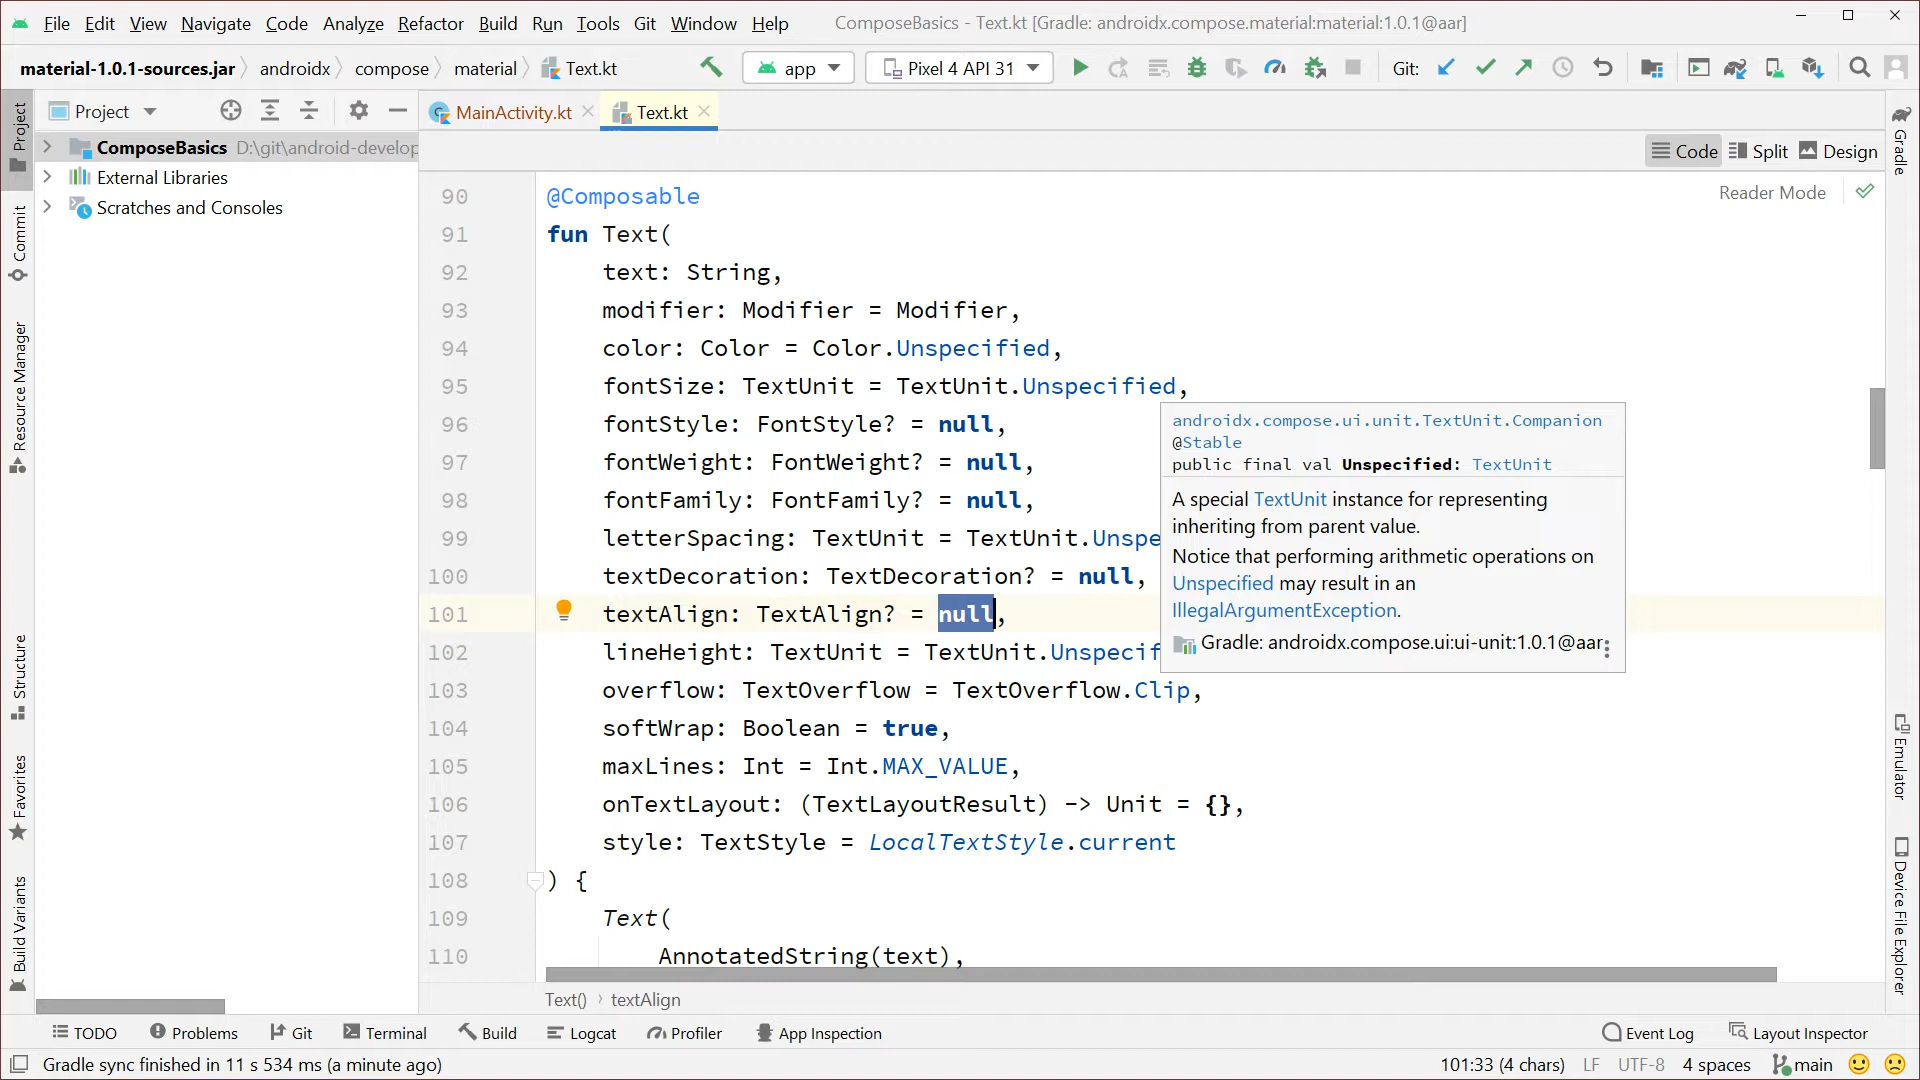 File Edit View Navigate Code Analyze Refactor Build Run Tools Git Window Help ComposeBasics - Text.kt [Gradle: androidx.compose.material:material:1.0.1@aar]
material-1.0.1-sources.jar androidx compose material Text.kt app Pixel 4 API 31 Git:
Project MainActivity.kt Text.kt
Code Split Design
ComposeBasics D:\git\android-develop
External Libraries
Scratches and Consoles
Reader Mode
90 @Composable
91 fun Text(
92 text: String,
93 modifier: Modifier = Modifier,
94 color: Color = Color.Unspecified,
95 fontSize: TextUnit = TextUnit.Unspecified,
96 fontStyle: FontStyle? = null,
97 fontWeight: FontWeight? = null,
98 fontFamily: FontFamily? = null,
99 letterSpacing: TextUnit = TextUnit.Unspe
100 textDecoration: TextDecoration? = null,
101 textAlign: TextAlign? = null,
102 lineHeight: TextUnit = TextUnit.Unspecif
103 overflow: TextOverflow = TextOverflow.Clip,
104 softWrap: Boolean = true,
105 maxLines: Int = Int.MAX_VALUE,
106 onTextLayout: (TextLayoutResult) -> Unit = {},
107 style: TextStyle = LocalTextStyle.current
108 ) {
109 Text(
110 AnnotatedString(text),
androidx.compose.ui.unit.TextUnit.Companion
@Stable
public final val Unspecified: TextUnit
A special TextUnit instance for representing
inheriting from parent value.
Notice that performing arithmetic operations on
Unspecified may result in an
IllegalArgumentException.
Gradle: androidx.compose.ui:ui-unit:1.0.1@aar
Text() textAlign
Project
Commit
Resource Manager
Structure
Favorites
Build Variants
Gradle
Emulator
Device File Explorer
TODO Problems Git Terminal Build Logcat Profiler App Inspection Event Log Layout Inspector
Gradle sync finished in 11 s 534 ms (a minute ago) 101:33 (4 chars) LF UTF-8 4 spaces main